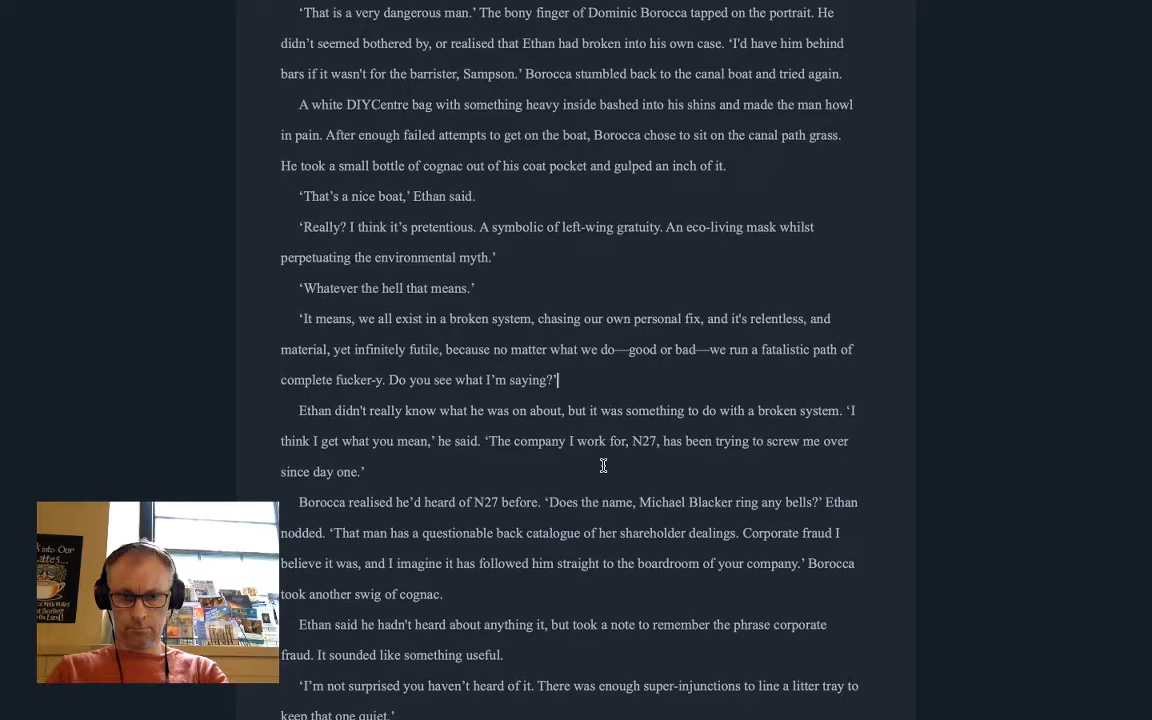 ‘That is a very dangerous man.’ The bony finger of Dominic Borocca tapped on the portrait. He
didn’t seemed bothered by, or realised that Ethan had broken into his own case. ‘I'd have him behind
bars if it wasn't for the barrister, Sampson.’ Borocca stumbled back to the canal boat and tried again.
A white DIYCentre bag with something heavy inside bashed into his shins and made the man howl
in pain. After enough failed attempts to get on the boat, Borocca chose to sit on the canal path grass.
He took a small bottle of cognac out of his coat pocket and gulped an inch of it.
‘That’s a nice boat,’ Ethan said.
‘Really? I think it’s pretentious. A symbolic of left-wing gratuity. An eco-living mask whilst
perpetuating the environmental myth.’
‘Whatever the hell that means.’
‘It means, we all exist in a broken system, chasing our own personal fix, and it's relentless, and
material, yet infinitely futile, because no matter what we do—good or bad—we run a fatalistic path of
complete fucker-y. Do you see what I’m saying?’
Ethan didn't really know what he was on about, but it was something to do with a broken system. ‘I
think I get what you mean,’ he said. ‘The company I work for, N27, has been trying to screw me over
since day one.’
Borocca realised he’d heard of N27 before. ‘Does the name, Michael Blacker ring any bells?’ Ethan
nodded. ‘That man has a questionable back catalogue of her shareholder dealings. Corporate fraud I
believe it was, and I imagine it has followed him straight to the boardroom of your company.’ Borocca
took another swig of cognac.
Ethan said he hadn't heard about anything it, but took a note to remember the phrase corporate
fraud. It sounded like something useful.
‘I’m not surprised you haven’t heard of it. There was enough super-injunctions to line a litter tray to
keep that one quiet.’
into Our